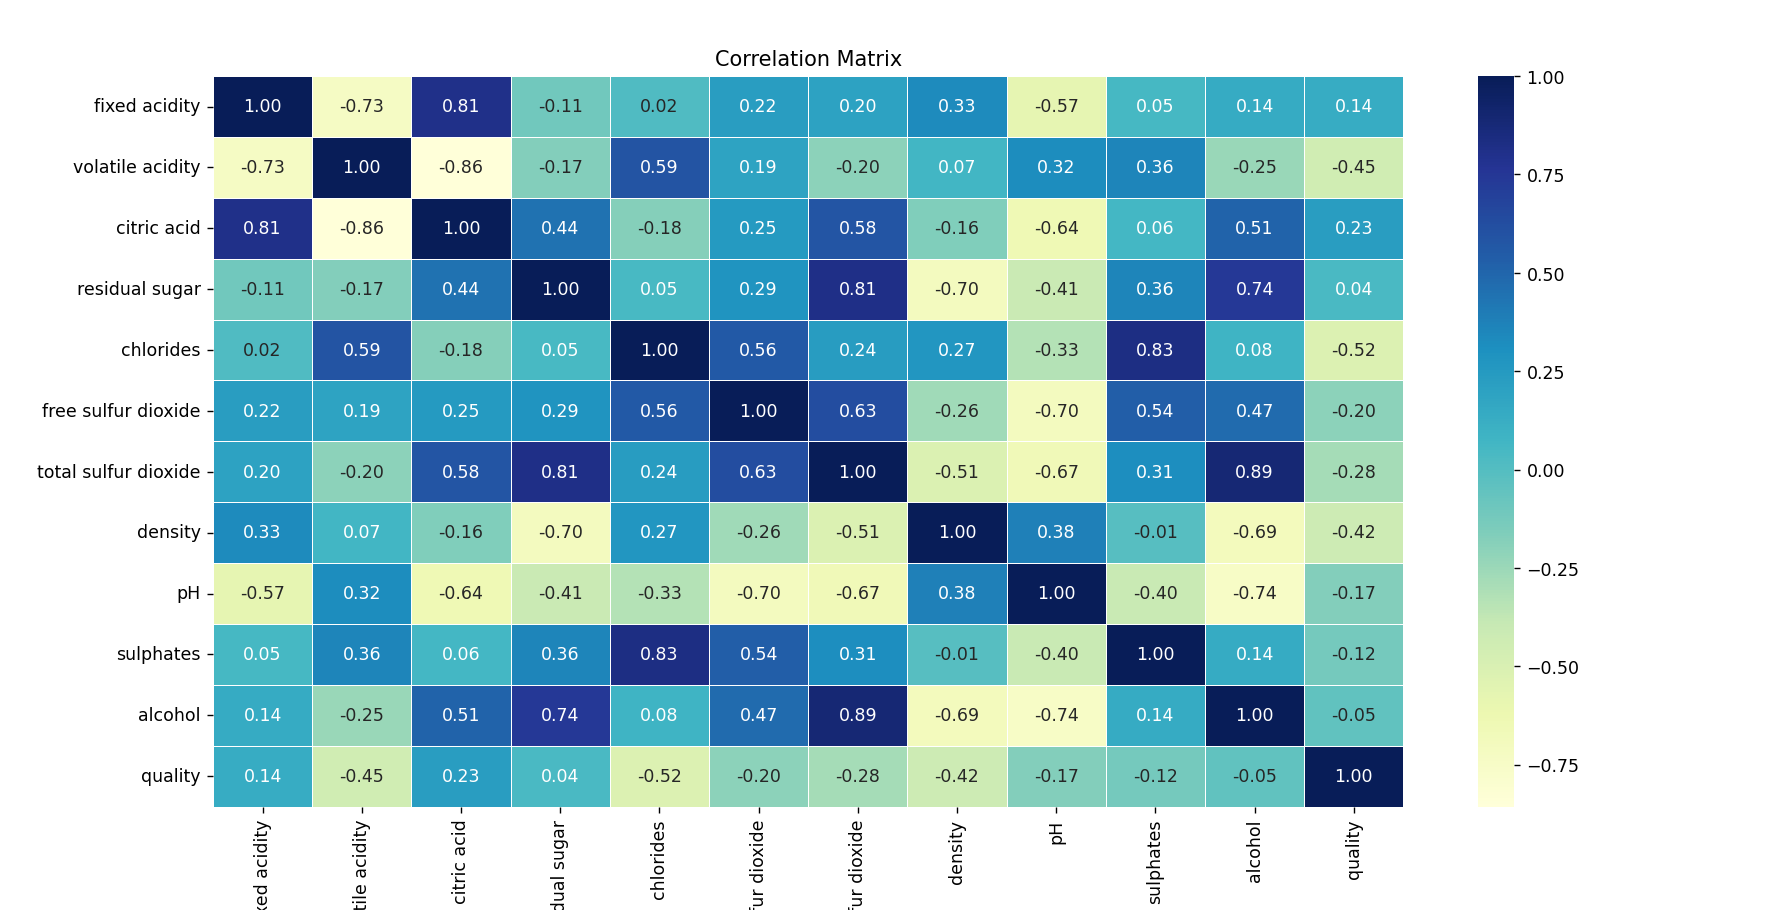 Correlation Matrix
fixed acidity 1.00 -0.73 0.81 -0.11 0.02 0.22 0.20 0.33 -0.57 0.05 0.14 0.14
volatile acidity -0.73 1.00 -0.86 -0.17 0.59 0.19 -0.20 0.07 0.32 0.36 -0.25 -0.45
citric acid 0.81 -0.86 1.00 0.44 -0.18 0.25 0.58 -0.16 -0.64 0.06 0.51 0.23
residual sugar -0.11 -0.17 0.44 1.00 0.05 0.29 0.81 -0.70 -0.41 0.36 0.74 0.04
chlorides 0.02 0.59 -0.18 0.05 1.00 0.56 0.24 0.27 -0.33 0.83 0.08 -0.52
free sulfur dioxide 0.22 0.19 0.25 0.29 0.56 1.00 0.63 -0.26 -0.70 0.54 0.47 -0.20
total sulfur dioxide 0.20 -0.20 0.58 0.81 0.24 0.63 1.00 -0.51 -0.67 0.31 0.89 -0.28
density 0.33 0.07 -0.16 -0.70 0.27 -0.26 -0.51 1.00 0.38 -0.01 -0.69 -0.42
pH -0.57 0.32 -0.64 -0.41 -0.33 -0.70 -0.67 0.38 1.00 -0.40 -0.74 -0.17
sulphates 0.05 0.36 0.06 0.36 0.83 0.54 0.31 -0.01 -0.40 1.00 0.14 -0.12
alcohol 0.14 -0.25 0.51 0.74 0.08 0.47 0.89 -0.69 -0.74 0.14 1.00 -0.05
quality 0.14 -0.45 0.23 0.04 -0.52 -0.20 -0.28 -0.42 -0.17 -0.12 -0.05 1.00
xed acidity
tile acidity
citric acid
dual sugar
chlorides
fur dioxide
fur dioxide
density
pH
sulphates
alcohol
quality
1.00
0.75
0.50
0.25
0.00
−0.25
−0.50
−0.75